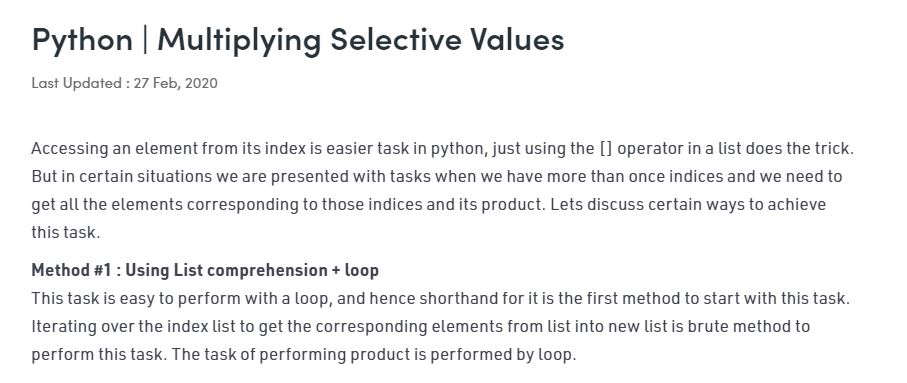 Python | Multiplying Selective Values
Last Updated : 27 Feb, 2020
Accessing an element from its index is easier task in python, just using the [] operator in a list does the trick.
But in certain situations we are presented with tasks when we have more than once indices and we need to
get all the elements corresponding to those indices and its product. Lets discuss certain ways to achieve
this task.
Method #1 : Using List comprehension + loop
This task is easy to perform with a loop, and hence shorthand for it is the first method to start with this task.
Iterating over the index list to get the corresponding elements from list into new list is brute method to
perform this task. The task of performing product is performed by loop.